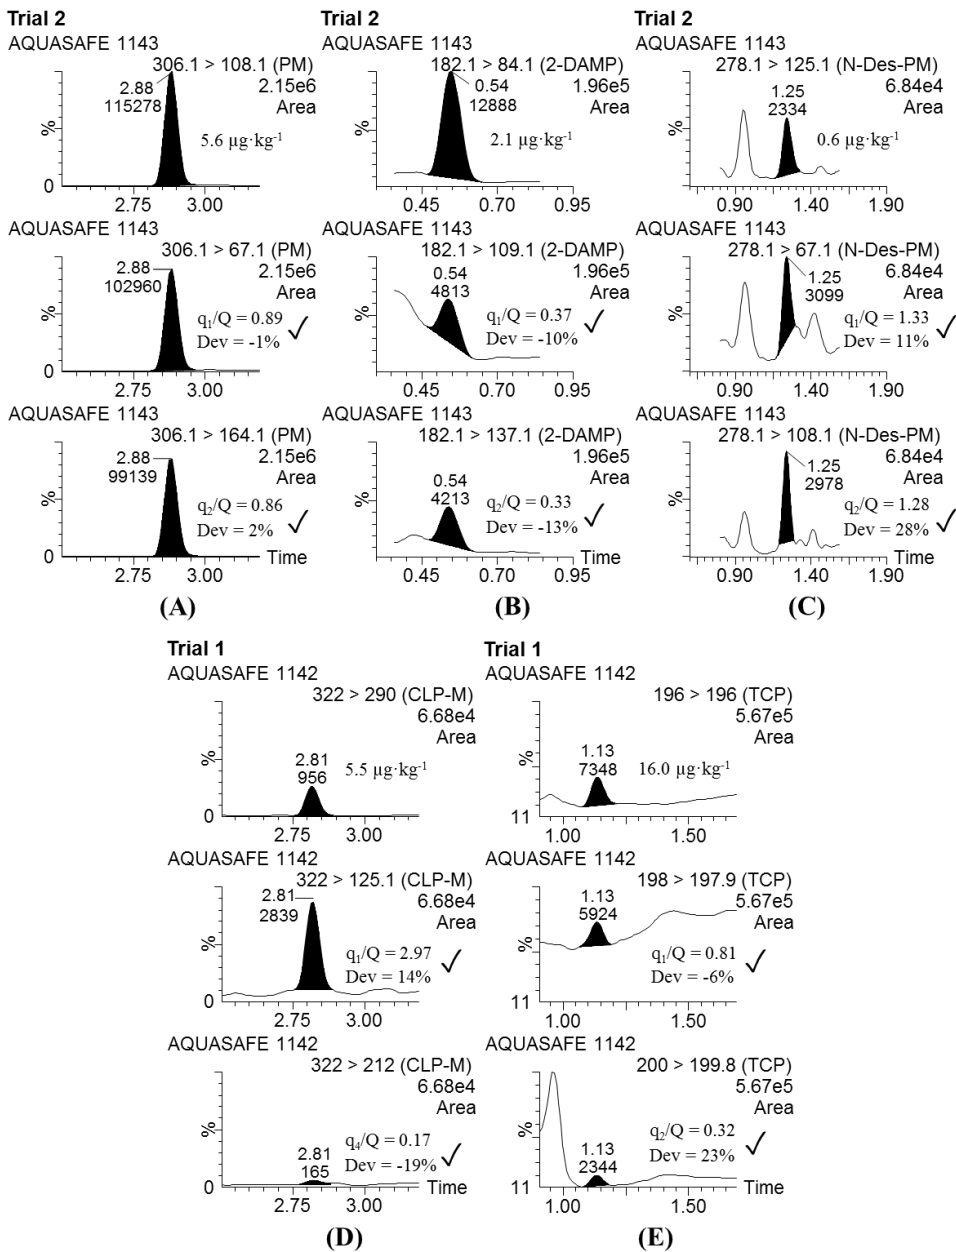 Trial 2
AQUASAFE 1143
306.1 > 108.1 (PM)
2.15e6
Area
2.88
115278
5.6 µg·kg-1
%
0
2.75 3.00
AQUASAFE 1143
306.1 > 67.1 (PM)
2.15e6
Area
2.88
102960
q1/Q = 0.89
Dev = -1% ✓
%
0
2.75 3.00
AQUASAFE 1143
306.1 > 164.1 (PM)
2.15e6
Area
2.88
99139
q2/Q = 0.86
Dev = 2% ✓
%
0
Time
2.75 3.00
(A)
Trial 2
AQUASAFE 1143
182.1 > 84.1 (2-DAMP)
1.96e5
Area
0.54
12888
2.1 µg·kg-1
%
0.45 0.70 0.95
AQUASAFE 1143
182.1 > 109.1 (2-DAMP)
1.96e5
Area
0.54
4813
q1/Q = 0.37
Dev = -10% ✓
%
0.45 0.70 0.95
AQUASAFE 1143
182.1 > 137.1 (2-DAMP)
1.96e5
Area
0.54
4213
q2/Q = 0.33
Dev = -13% ✓
%
Time
0.45 0.70 0.95
(B)
Trial 2
AQUASAFE 1143
278.1 > 125.1 (N-Des-PM)
6.84e4
Area
1.25
2334
0.6 µg·kg-1
%
0.90 1.40 1.90
AQUASAFE 1143
278.1 > 67.1 (N-Des-PM)
6.84e4
Area
1.25
3099
q1/Q = 1.33
Dev = 11% ✓
%
0.90 1.40 1.90
AQUASAFE 1143
278.1 > 108.1 (N-Des-PM)
6.84e4
Area
1.25
2978
q2/Q = 1.28
Dev = 28% ✓
%
Time
0.90 1.40 1.90
(C)
Trial 1
AQUASAFE 1142
322 > 290 (CLP-M)
6.68e4
Area
2.81
956
5.5 µg·kg-1
%
0
2.75 3.00
AQUASAFE 1142
322 > 125.1 (CLP-M)
6.68e4
Area
2.81
2839
q1/Q = 2.97
Dev = 14% ✓
%
0
2.75 3.00
AQUASAFE 1142
322 > 212 (CLP-M)
6.68e4
Area
2.81
165
q4/Q = 0.17
Dev = -19% ✓
%
0
Time
2.75 3.00
(D)
Trial 1
AQUASAFE 1142
196 > 196 (TCP)
5.67e5
Area
1.13
7348
16.0 µg·kg-1
%
11
1.00 1.50
AQUASAFE 1142
198 > 197.9 (TCP)
5.67e5
Area
1.13
5924
q1/Q = 0.81
Dev = -6% ✓
%
11
1.00 1.50
AQUASAFE 1142
200 > 199.8 (TCP)
5.67e5
Area
1.13
2344
q2/Q = 0.32
Dev = 23% ✓
%
11
Time
1.00 1.50
(E)